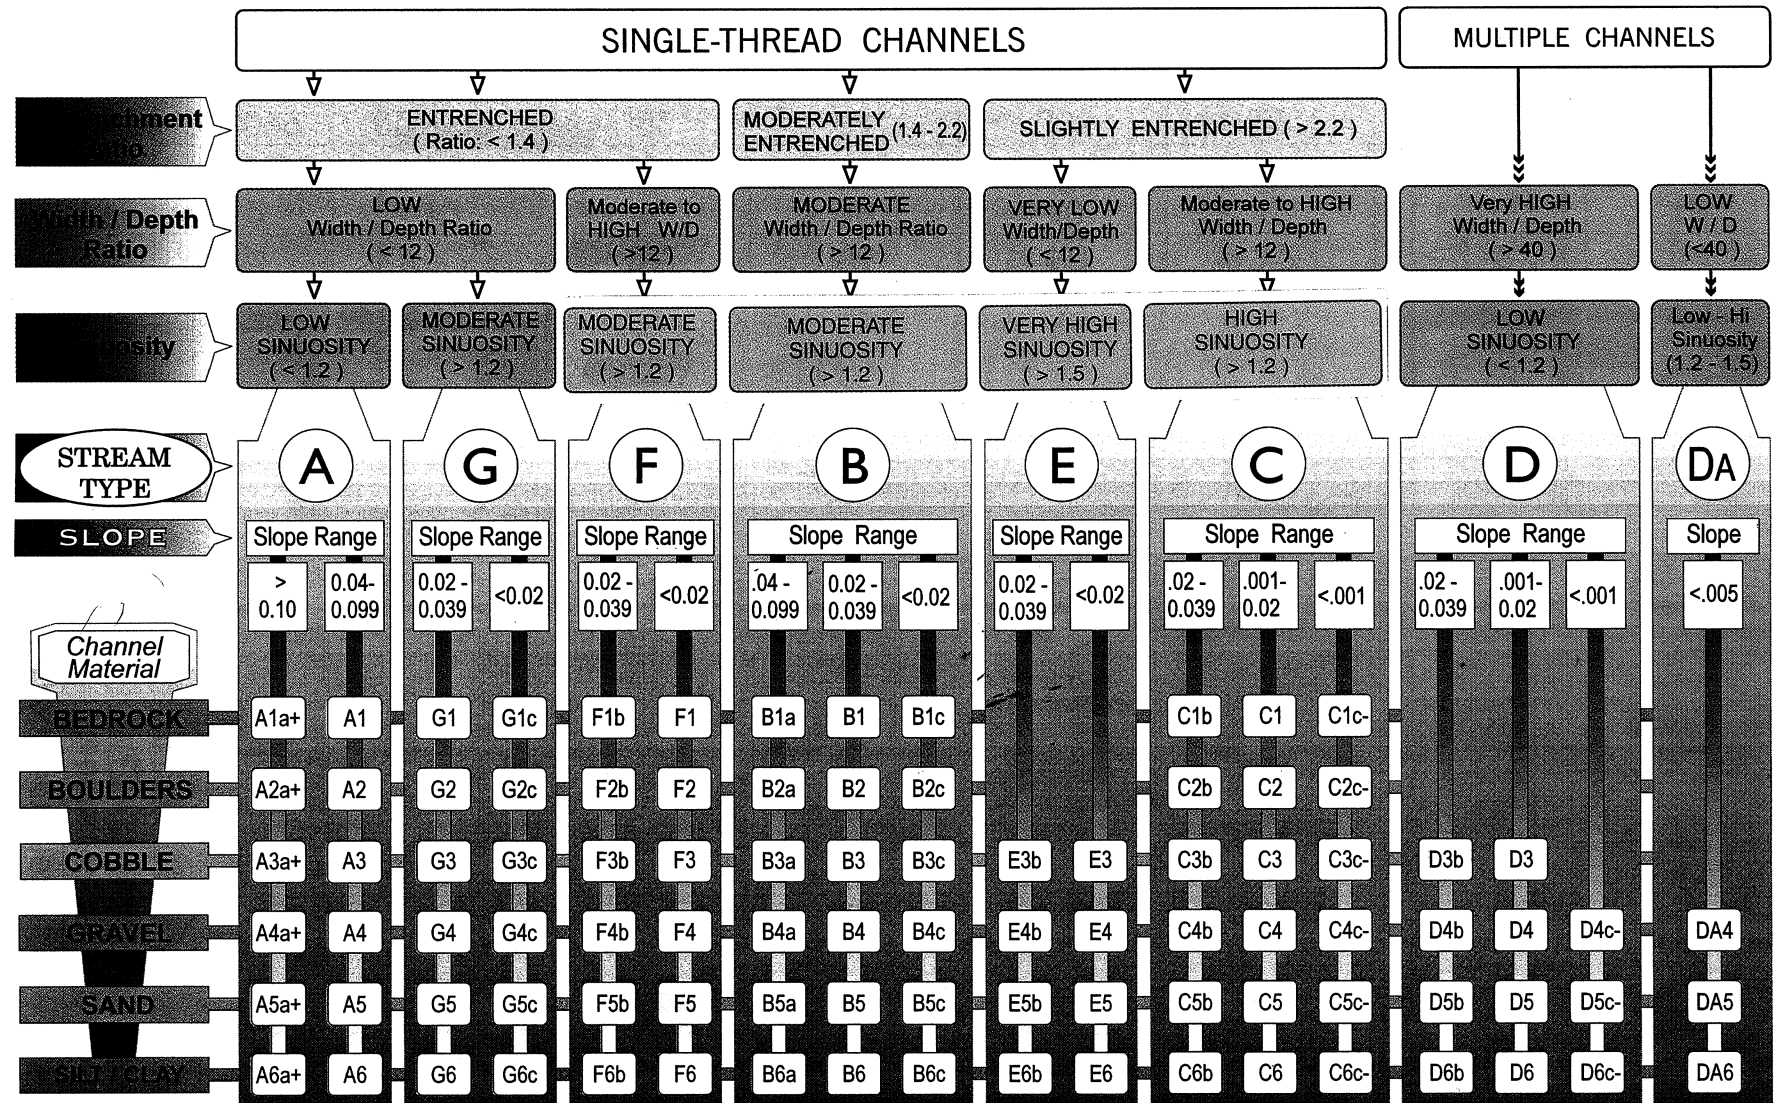 SINGLE-THREAD CHANNELS
MULTIPLE CHANNELS
ENTRENCHED
( Ratio: < 1.4 )
MODERATELY
ENTRENCHED
(1.4 - 2.2)
SLIGHTLY ENTRENCHED ( > 2.2 )
Width / Depth
Ratio
LOW
Width / Depth Ratio
( < 12 )
Moderate to
HIGH W/D
( >12 )
MODERATE
Width / Depth Ratio
( > 12 )
VERY LOW
Width/Depth
( < 12 )
Moderate to HIGH
Width / Depth
( > 12 )
Very HIGH
Width / Depth
( > 40 )
LOW
W / D
(<40 )
LOW
SINUOSITY
( < 1.2 )
MODERATE
SINUOSITY
( > 1.2 )
MODERATE
SINUOSITY
( > 1.2 )
MODERATE
SINUOSITY
( > 1.2 )
VERY HIGH
SINUOSITY
( > 1.5 )
HIGH
SINUOSITY
( > 1.2 )
LOW
SINUOSITY
( < 1.2 )
Low - Hi
Sinuosity
(1.2 - 1.5)
STREAM
TYPE
A G F B E C D DA
SLOPE
Slope Range Slope Range Slope Range Slope Range Slope Range Slope Range Slope Range Slope
>
0.10
0.04-
0.099
0.02 -
0.039
<0.02
0.02 -
0.039
<0.02
.04 -
0.099
0.02 -
0.039
<0.02
0.02 -
0.039
<0.02
.02 -
0.039
.001-
0.02
<.001
.02 -
0.039
.001-
0.02
<.001
<.005
Channel
Material
BEDROCK A1a+ A1 G1 G1c F1b F1 B1a B1 B1c C1b C1 C1c-
BOULDERS A2a+ A2 G2 G2c F2b F2 B2a B2 B2c C2b C2 C2c-
COBBLE A3a+ A3 G3 G3c F3b F3 B3a B3 B3c E3b E3 C3b C3 C3c- D3b D3
GRAVEL A4a+ A4 G4 G4c F4b F4 B4a B4 B4c E4b E4 C4b C4 C4c- D4b D4 D4c- DA4
SAND A5a+ A5 G5 G5c F5b F5 B5a B5 B5c E5b E5 C5b C5 C5c- D5b D5 D5c- DA5
SILT / CLAY A6a+ A6 G6 G6c F6b F6 B6a B6 B6c E6b E6 C6b C6 C6c- D6b D6 D6c- DA6